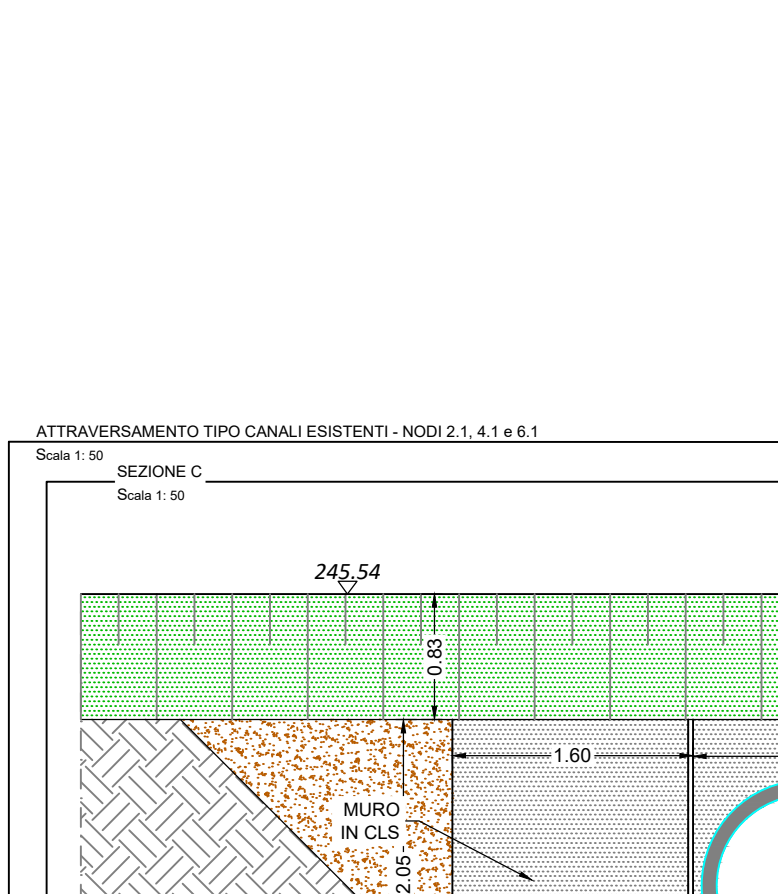 ATTRAVERSAMENTO TIPO CANALI ESISTENTI - NODI 2.1, 4.1 e 6.1
Scala 1: 50
SEZIONE C
Scala 1: 50
245.54
0.83
1.60
MURO
IN CLS
2.05